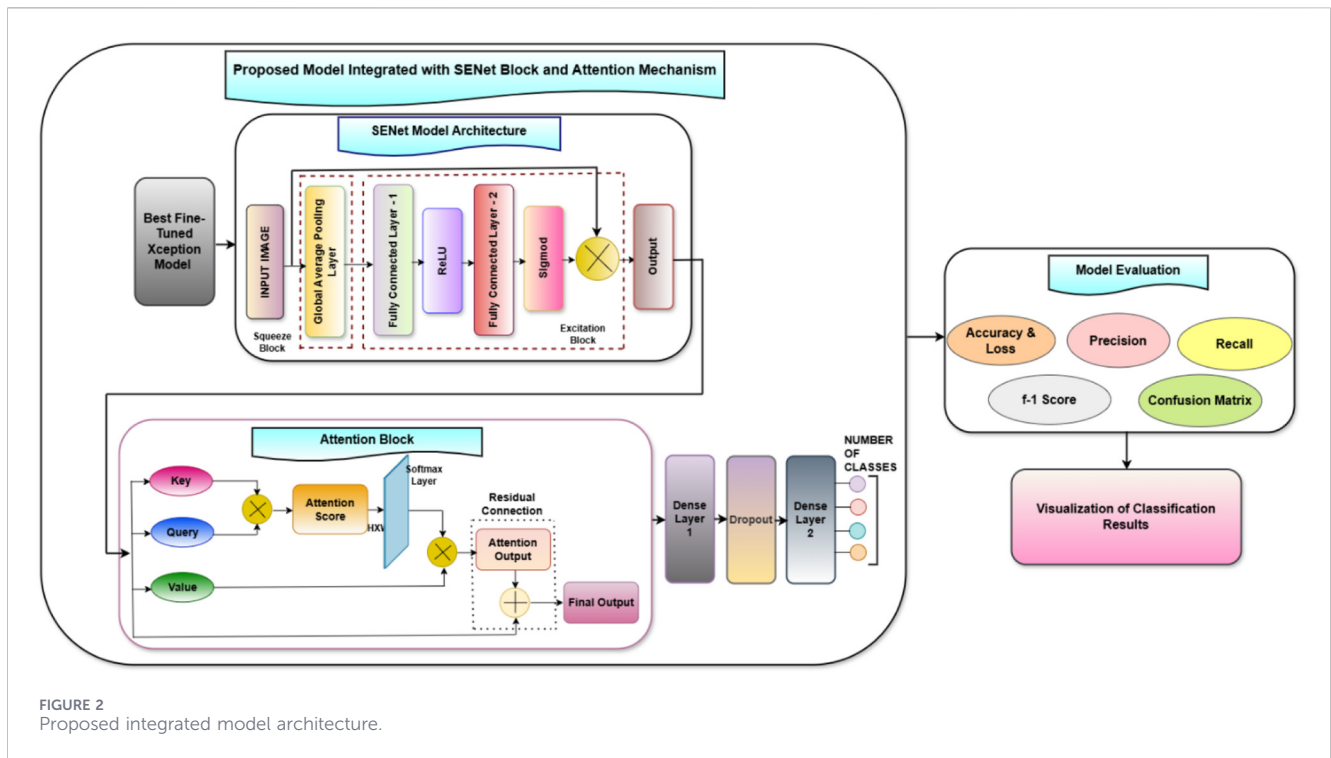 Proposed Model Integrated with SENet Block and Attention Mechanism
SENet Model Architecture
Best Fine-
Tuned
Xception
Model
INPUT IMAGE
Global Average Pooling
Layer
Fully Connected Layer - 1
ReLU
Fully Connected Layer - 2
Sigmod
Output
Squeeze
Block
Excitation
Block
Model Evaluation
Accuracy &
Loss
Precision
Recall
f-1 Score
Confusion Matrix
Attention Block
Key
Query
Value
Attention
Score
HXW
Softmax
Layer
Residual
Connection
Attention
Output
Final Output
Dense
Layer
1
Dropout
Dense
Layer
2
NUMBER
OF
CLASSES
Visualization of Classification
Results
FIGURE 2
Proposed integrated model architecture.